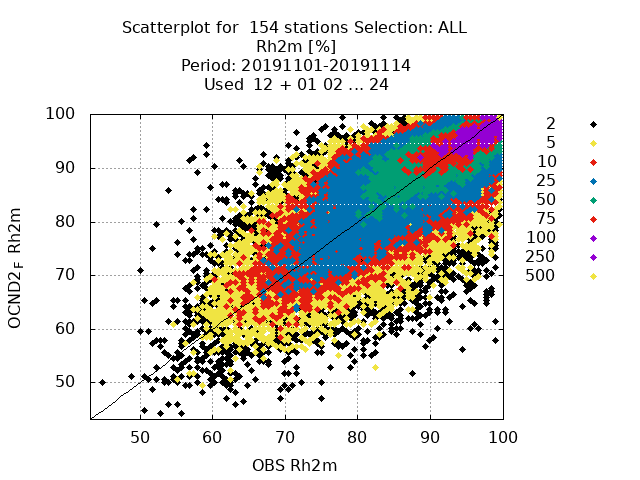 Scatterplot for 154 stations Selection: ALL
Rh2m [%]
Period: 20191101-20191114
Used 12 + 01 02 ... 24
100
90
80
70
60
50
OCND2 F Rh2m
50 60 70 80 90 100
OBS Rh2m
2
5
10
25
50
75
100
250
500